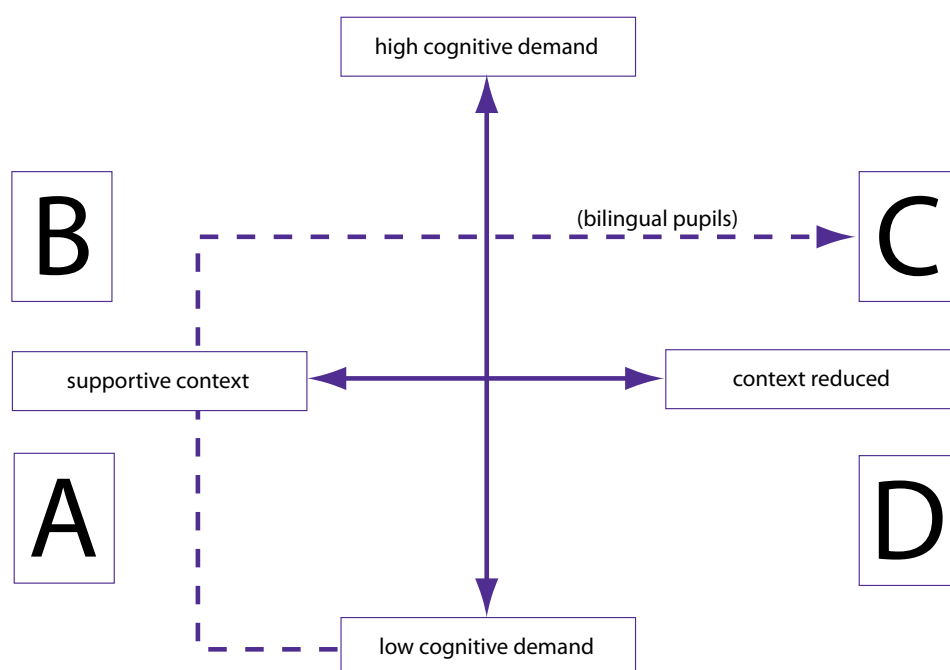 high cognitive demand
B
(bilingual pupils)
C
supportive context
context reduced
A
D
low cognitive demand